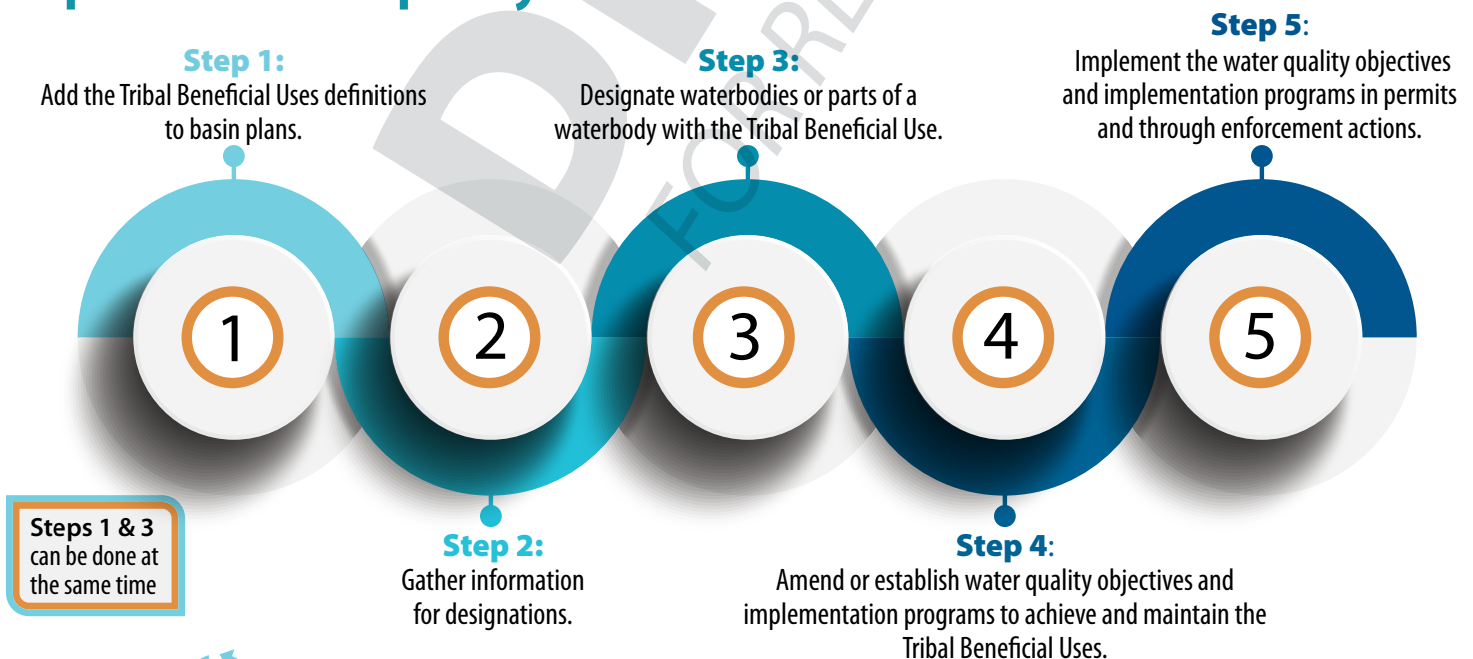 Step 1:
Add the Tribal Beneficial Uses definitions
to basin plans.
Step 3:
Designate waterbodies or parts of a
waterbody with the Tribal Beneficial Use.
Step 5:
Implement the water quality objectives
and implementation programs in permits
and through enforcement actions.
1
2
3
4
5
Steps 1 & 3
can be done at
the same time
Step 2:
Gather information
for designations.
Step 4:
Amend or establish water quality objectives and
implementation programs to achieve and maintain the
Tribal Beneficial Uses.